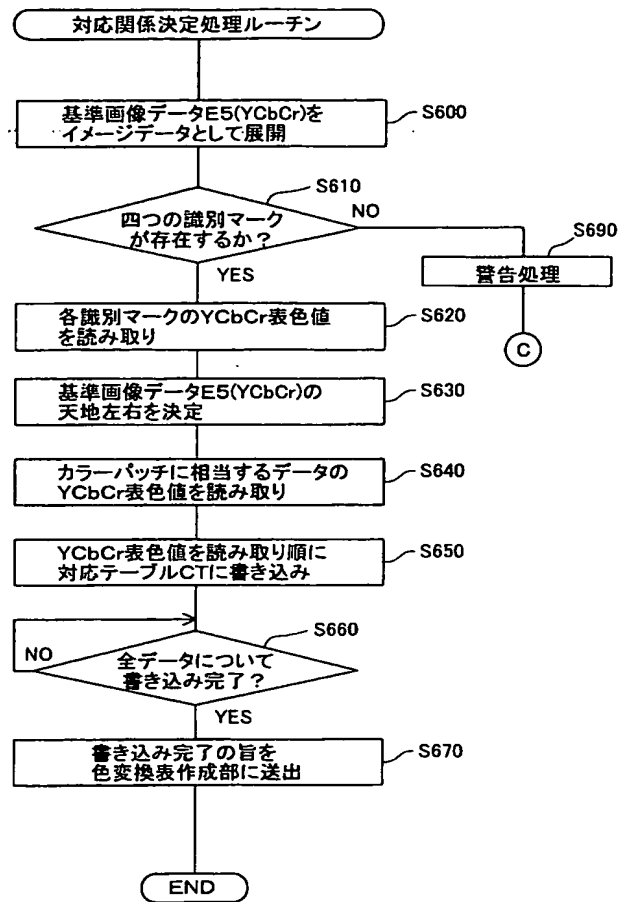 対応関係決定処理ルーチン
基準画像データE5(YCbCr)を
イメージデータとして展開
S600
S610
四つの識別マーク
が存在するか？
NO
YES
S690
警告処理
C
各識別マークのYCbCr表色値
を読み取り
S620
基準画像データE5(YCbCr)の
天地左右を決定
S630
カラーパッチに相当するデータの
YCbCr表色値を読み取り
S640
YCbCr表色値を読み取り順に
対応テーブルCTに書き込み
S650
S660
NO
全データについて
書き込み完了？
YES
書き込み完了の旨を
色変換表作成部に送出
S670
END